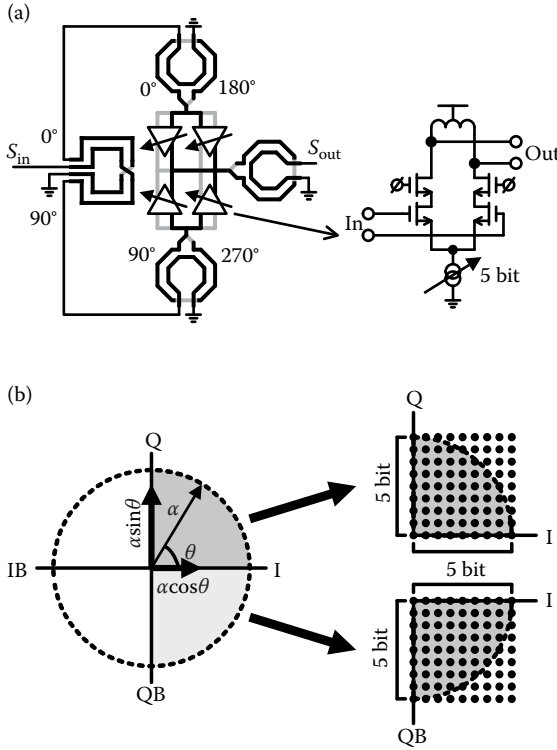 (a)
0°
180°
0°
S_in
S_out
90°
90°
270°
Out
In
5 bit
(b)
Q
α
αsinθ
θ
IB
I
αcosθ
QB
Q
5 bit
I
5 bit
5 bit
I
QB